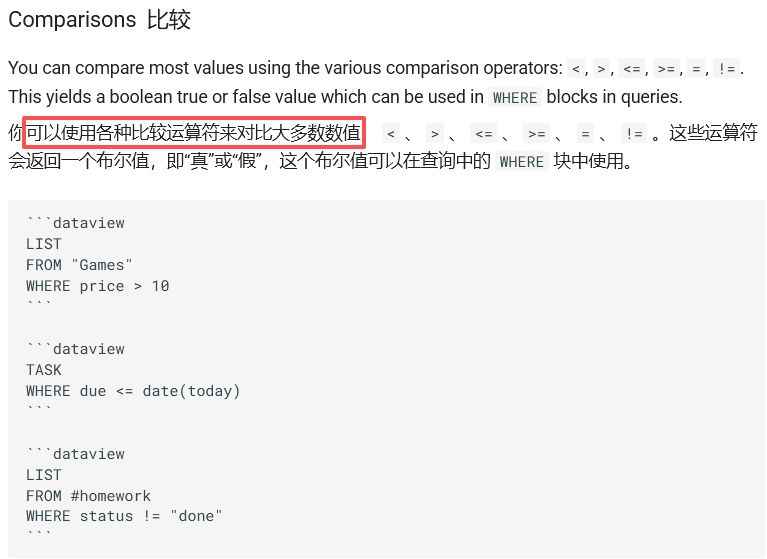 Comparisons 比较
You can compare most values using the various comparison operators: < , > , <= , >= , = , != .
This yields a boolean true or false value which can be used in WHERE blocks in queries.
你可以使用各种比较运算符来对比大多数数值 < 、 > 、 <= 、 >= 、 = 、 != 。这些运算符
会返回一个布尔值，即“真”或“假”，这个布尔值可以在查询中的 WHERE 块中使用。
```dataview
LIST
FROM "Games"
WHERE price > 10
```
```dataview
TASK
WHERE due <= date(today)
```
```dataview
LIST
FROM #homework
WHERE status != "done"
```